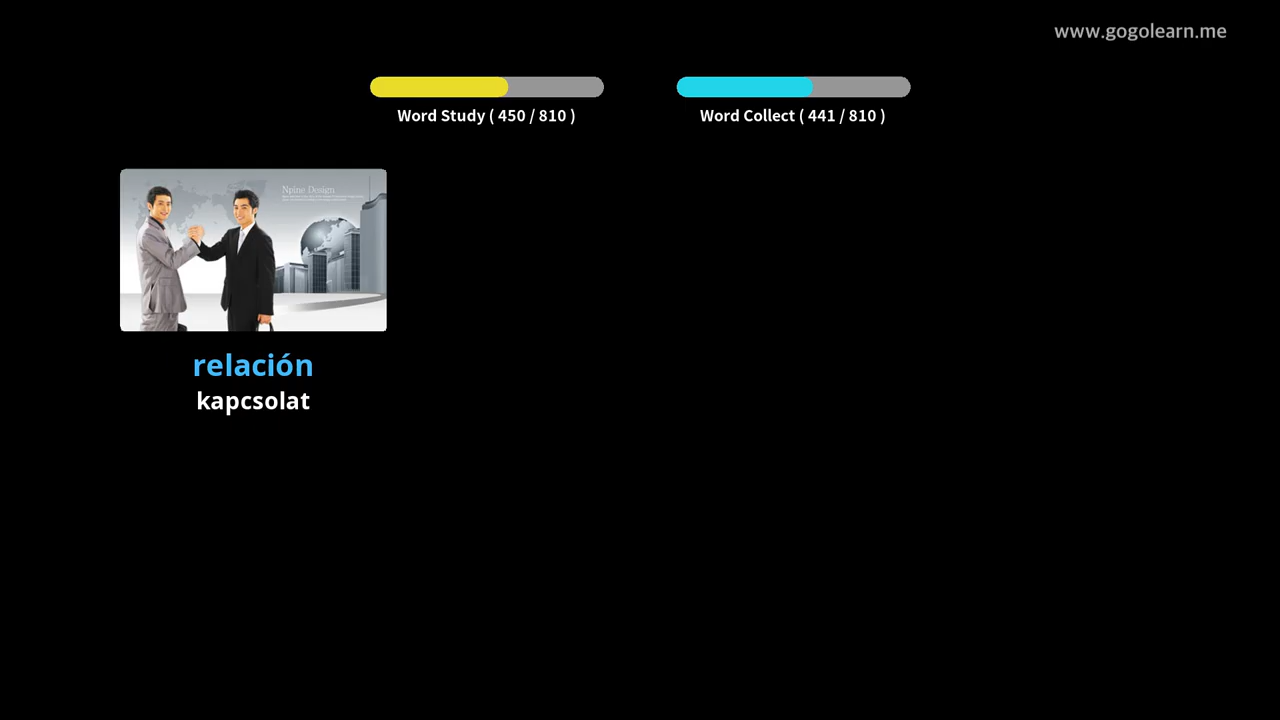 www.gogolearn.me
Word Study ( 450 / 810 )
Word Collect ( 441 / 810 )
Npine Design
relación
kapcsolat